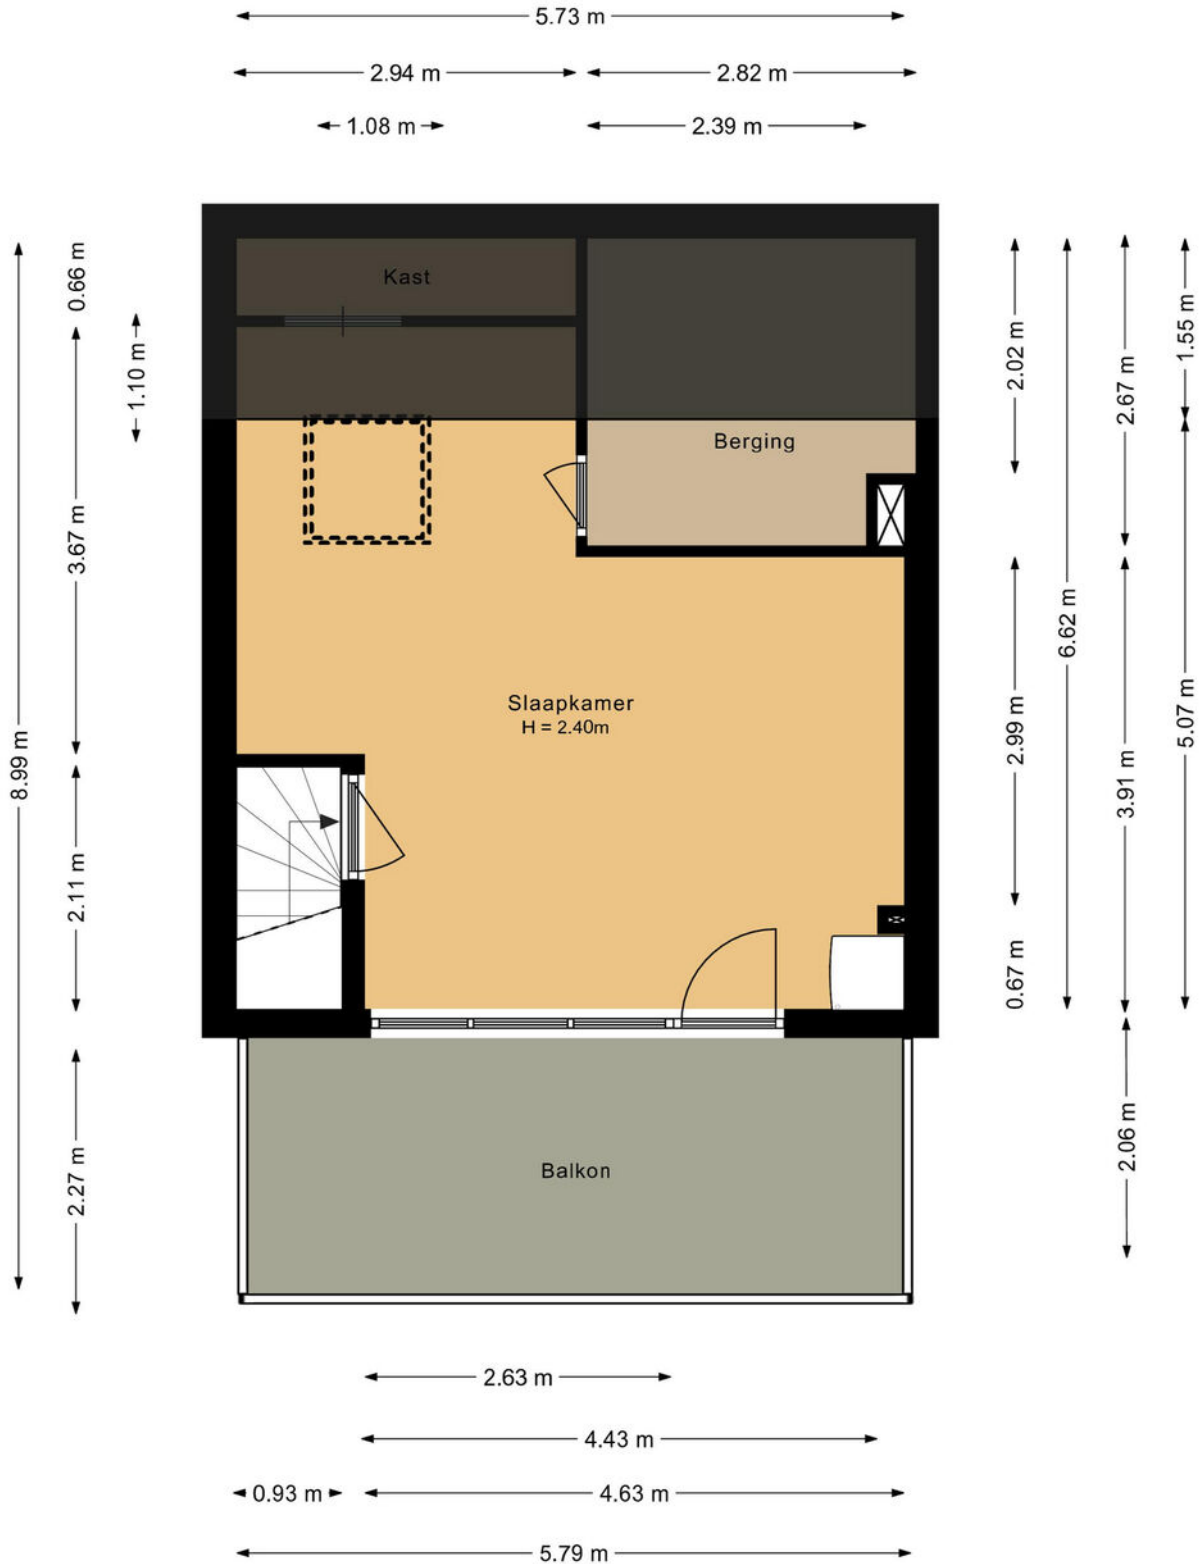 5.73 m
2.94 m
2.82 m
1.08 m
2.39 m
0.66 m
1.10 m
3.67 m
8.99 m
2.11 m
2.27 m
Kast
Berging
Slaapkamer
H = 2.40m
Balkon
2.02 m
6.62 m
2.67 m
1.55 m
2.99 m
3.91 m
5.07 m
0.67 m
2.06 m
2.63 m
4.43 m
0.93 m
4.63 m
5.79 m